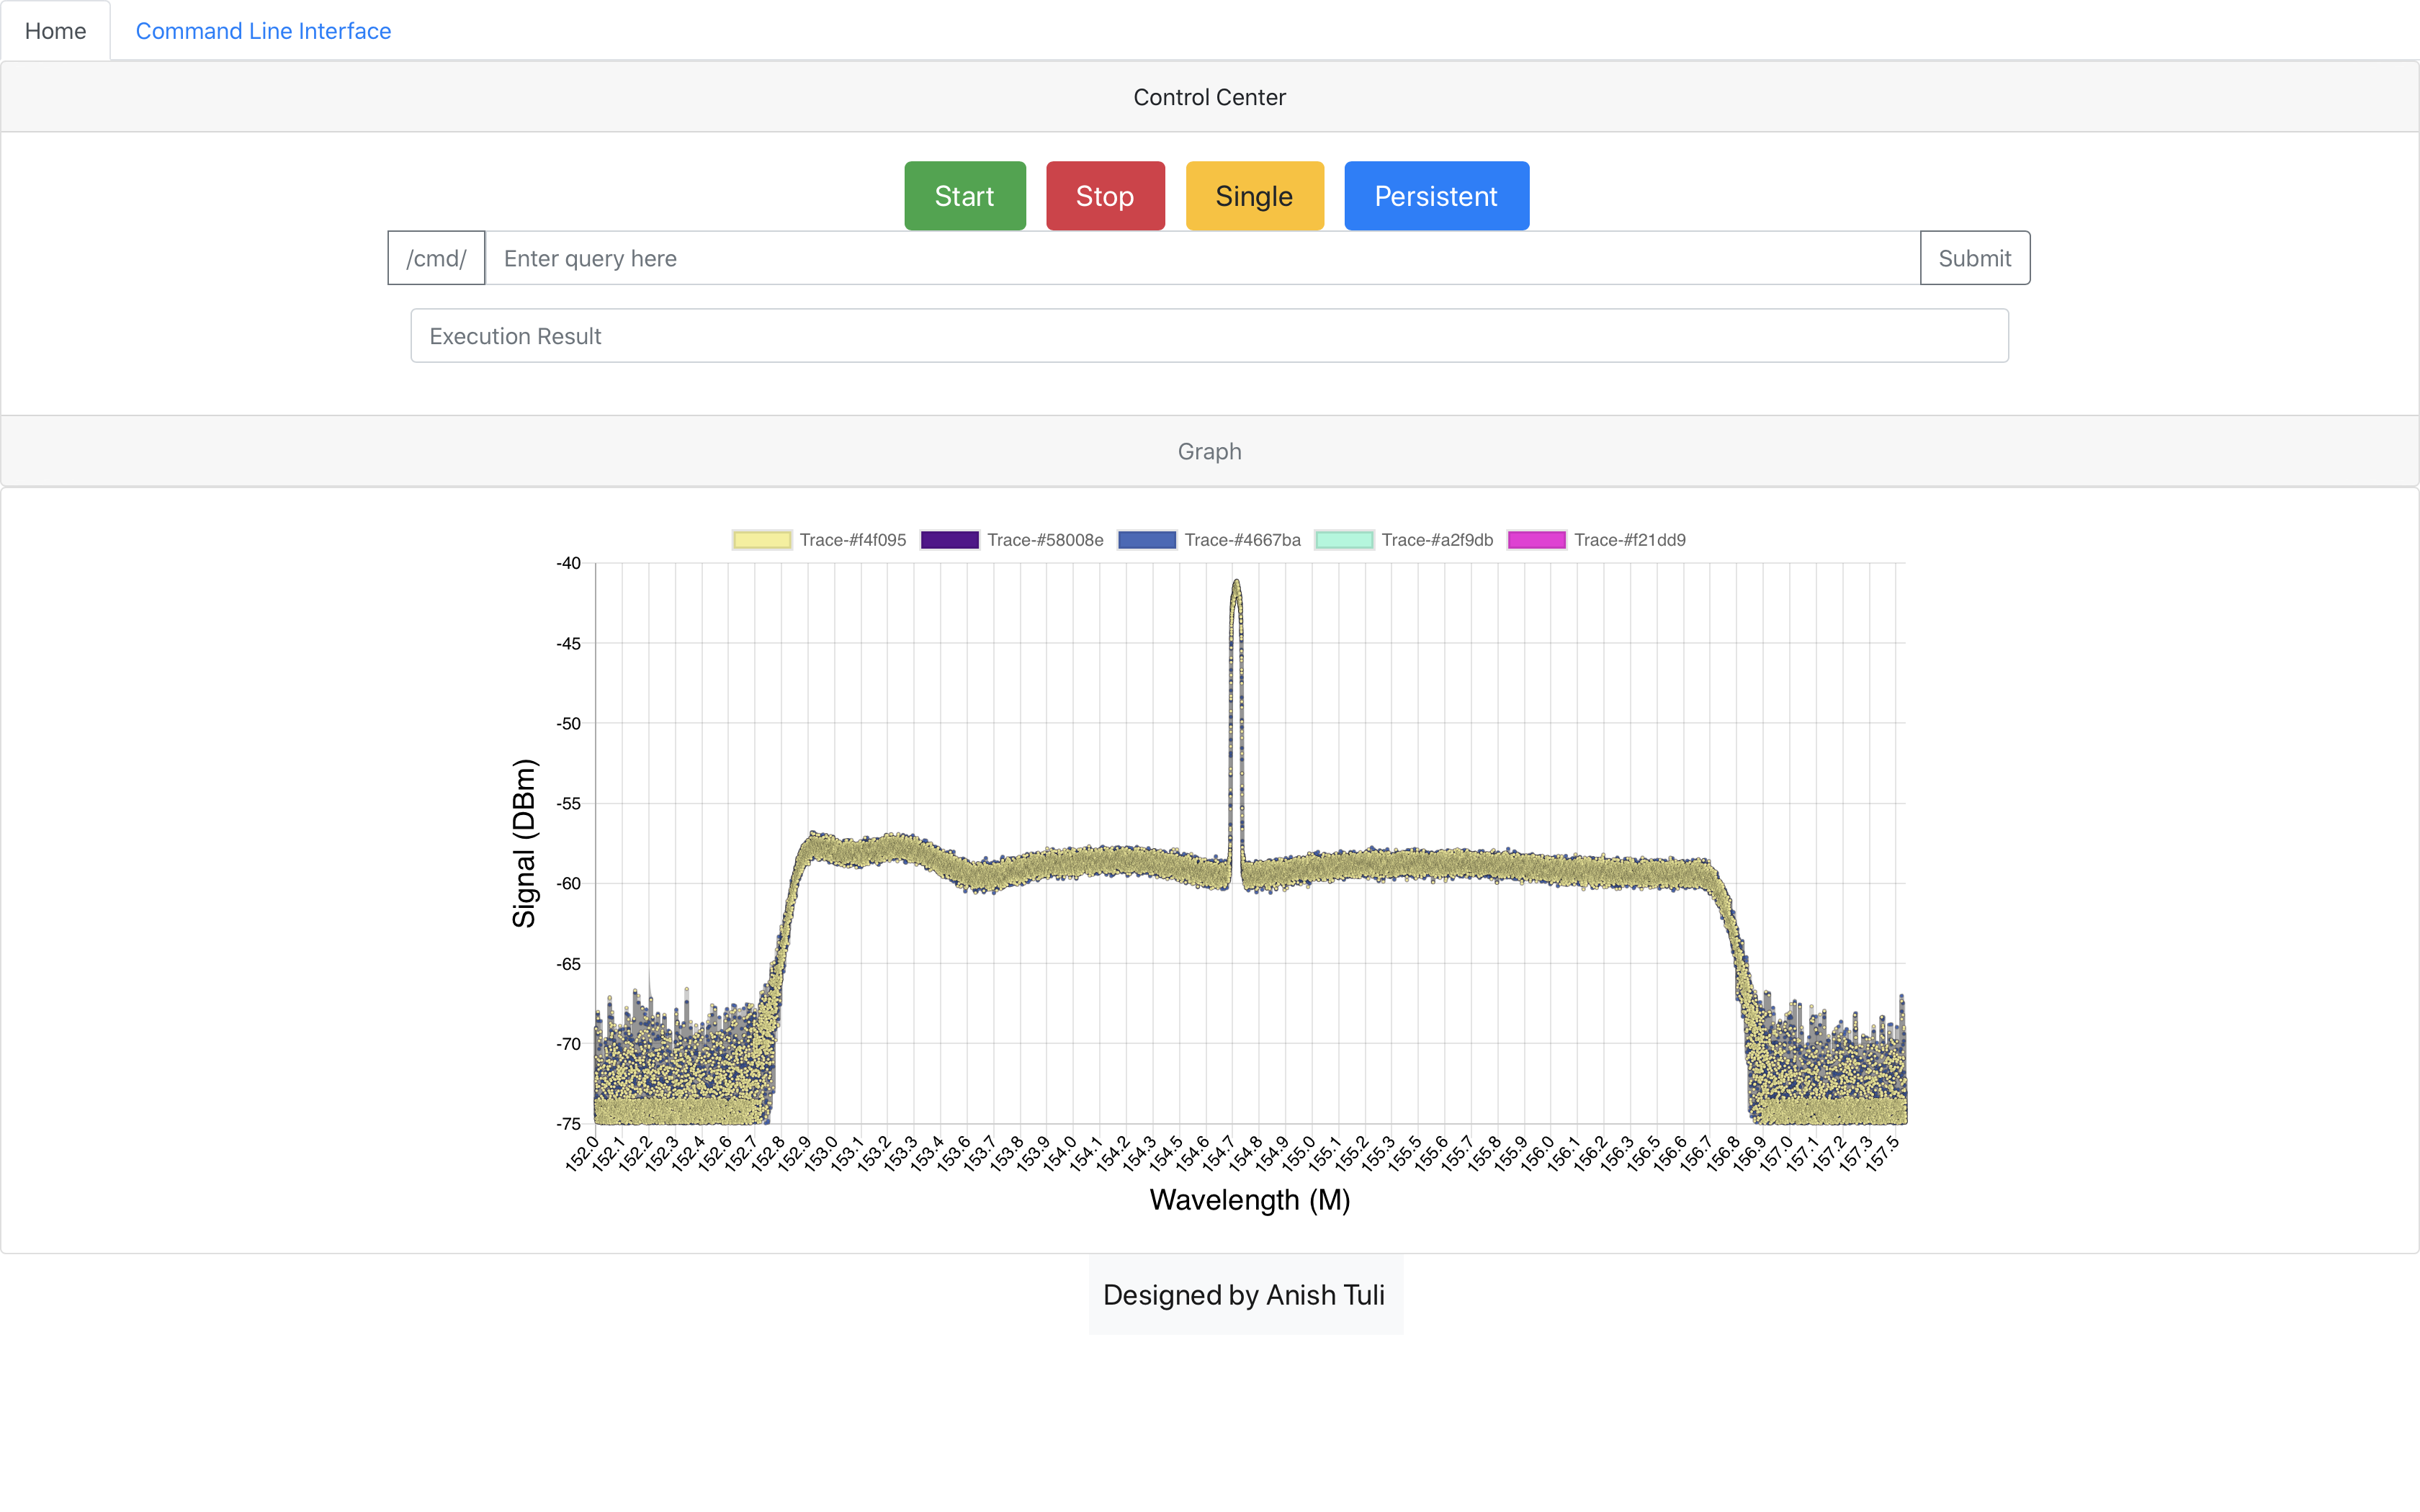 Home Command Line Interface
Control Center
Start Stop Single Persistent
/cmd/ Enter query here Submit
Execution Result
Graph
Trace-#f4f095 Trace-#58008e Trace-#4667ba Trace-#a2f9db Trace-#f21dd9
-40
-45
-50
-55
-60
-65
-70
-75
Signal (DBm)
152.0 152.1 152.2 152.3 152.4 152.6 152.7 152.8 152.9 153.0 153.1 153.2 153.3 153.4 153.6 153.7 153.8 153.9 154.0 154.1 154.2 154.3 154.5 154.6 154.7 154.8 154.9 155.0 155.1 155.2 155.3 155.5 155.6 155.7 155.8 155.9 156.0 156.1 156.2 156.3 156.5 156.6 156.7 156.8 156.9 157.0 157.1 157.2 157.3 157.5
Wavelength (M)
Designed by Anish Tuli